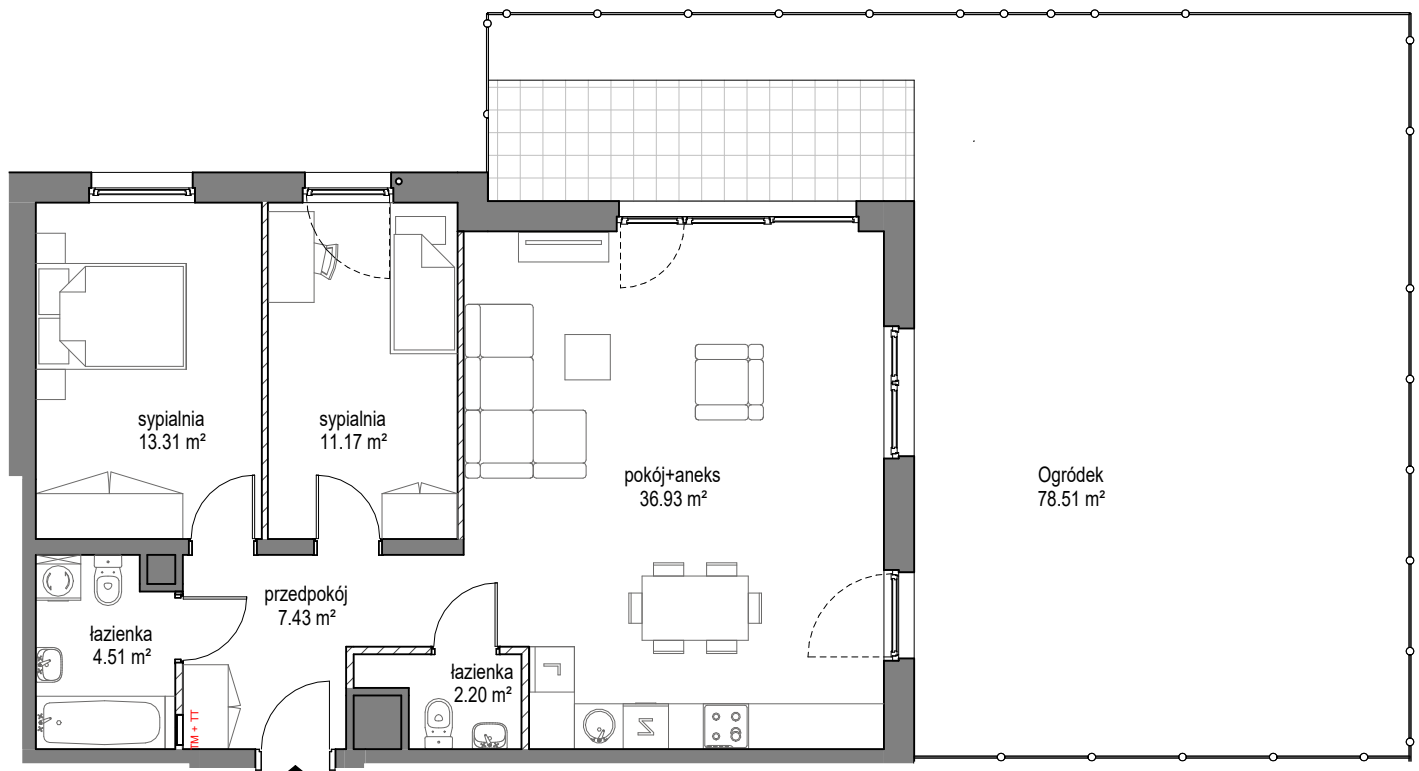 sypialnia
13.31 m²
sypialnia
11.17 m²
pokój+aneks
36.93 m²
Ogródek
78.51 m²
przedpokój
7.43 m²
łazienka
4.51 m²
łazienka
2.20 m²
TM + TT
L
Z